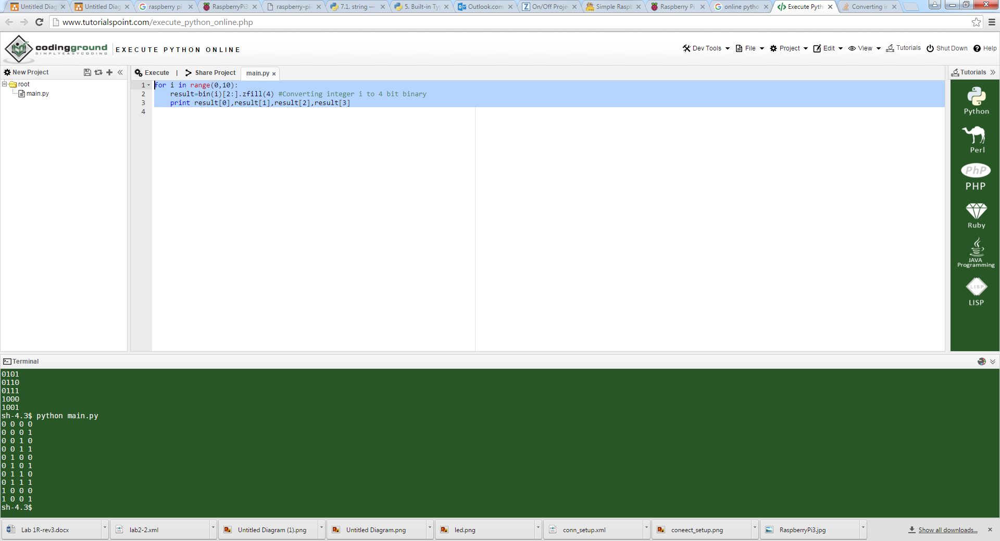 Untitled Diag
Untitled Diag
raspberry pi
RaspberryPi3
raspberry-pi-
7.1. string —
5. Built-in Ty
Outlook.com
On/Off Proje
Simple Raspb
Raspberry Pi
online pytho
Execute Pyth
Converting in
www.tutorialspoint.com/execute_python_online.php
codingground
SIMPLYEASYCODING
EXECUTE PYTHON ONLINE
Dev Tools File Project Edit View Tutorials Shut Down Help
New Project
Execute | Share Project main.py
Tutorials
root
main.py
1 for i in range(0,10):
2 result=bin(i)[2:].zfill(4) #Converting integer i to 4 bit binary
3 print result[0],result[1],result[2],result[3]
4
Python
Perl
PHP
PHP
Ruby
JAVA
Programming
LISP
LISP
Terminal
0101
0110
0111
1000
1001
sh-4.3$ python main.py
0 0 0 0
0 0 0 1
0 0 1 0
0 0 1 1
0 1 0 0
0 1 0 1
0 1 1 0
0 1 1 1
1 0 0 0
1 0 0 1
sh-4.3$
Lab 1R-rev3.docx
lab2-2.xml
Untitled Diagram (1).png
Untitled Diagram.png
led.png
conn_setup.xml
coneect_setup.png
RaspberryPi3.jpg
Show all downloads...